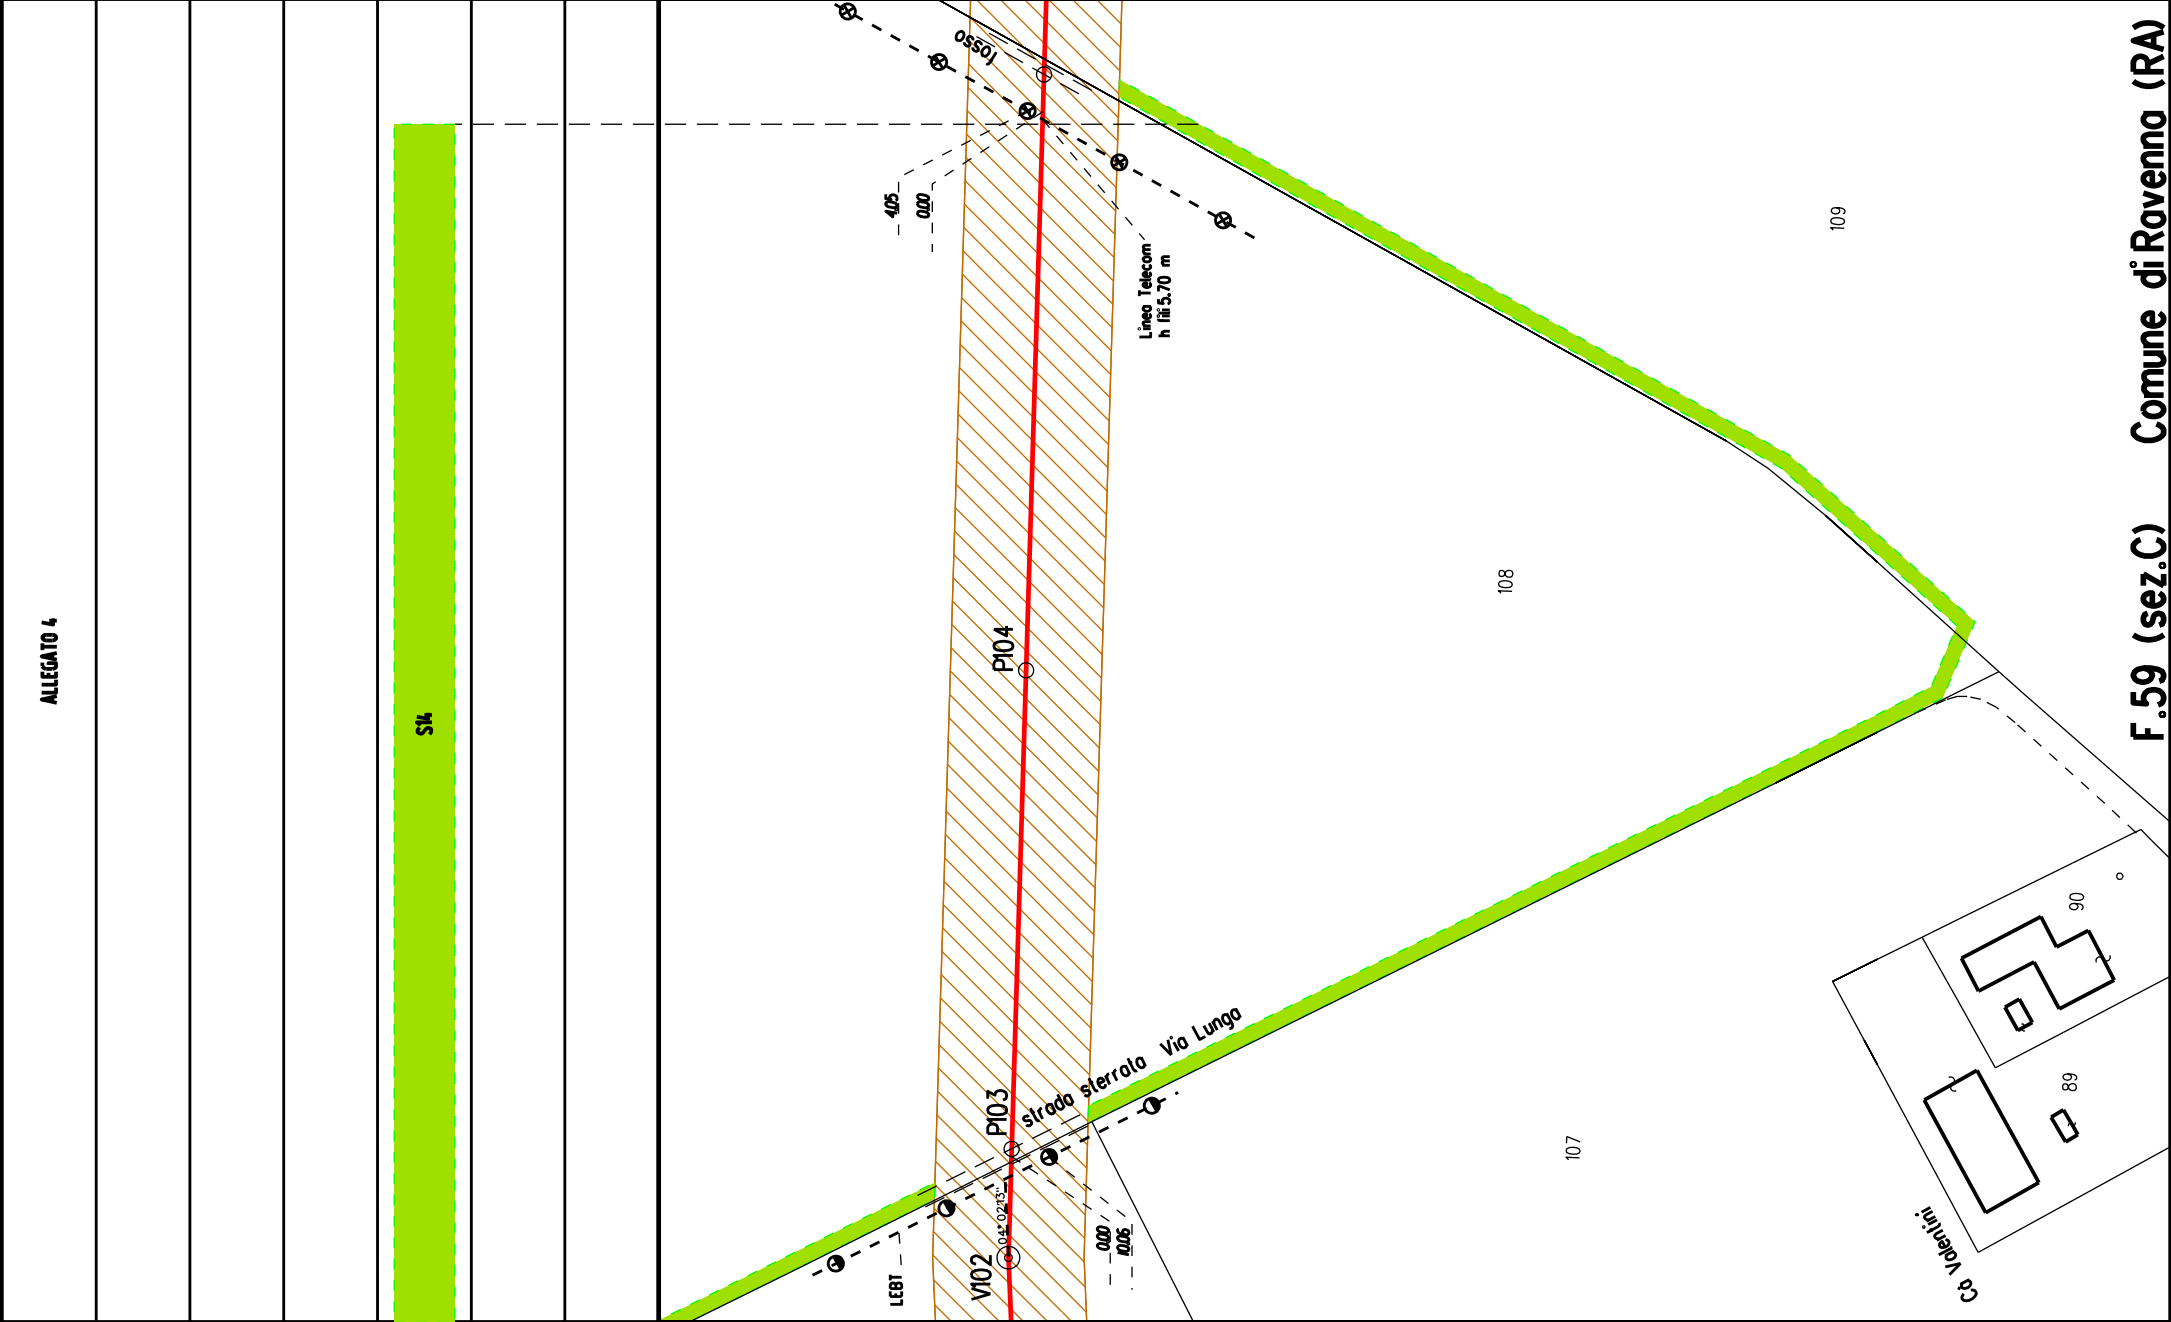 ALLEGATO 4
S14
fosso
4.05
0.00
Linea Telecom
h fili 5.70 m
109
108
P104
Comune di Ravenna (RA)
F.59 (sez.C)
P103
strada sterrata Via Lunga
V102
04° 02'13"
LEBT
0.00
10.06
107
90
89
Cà Valentini